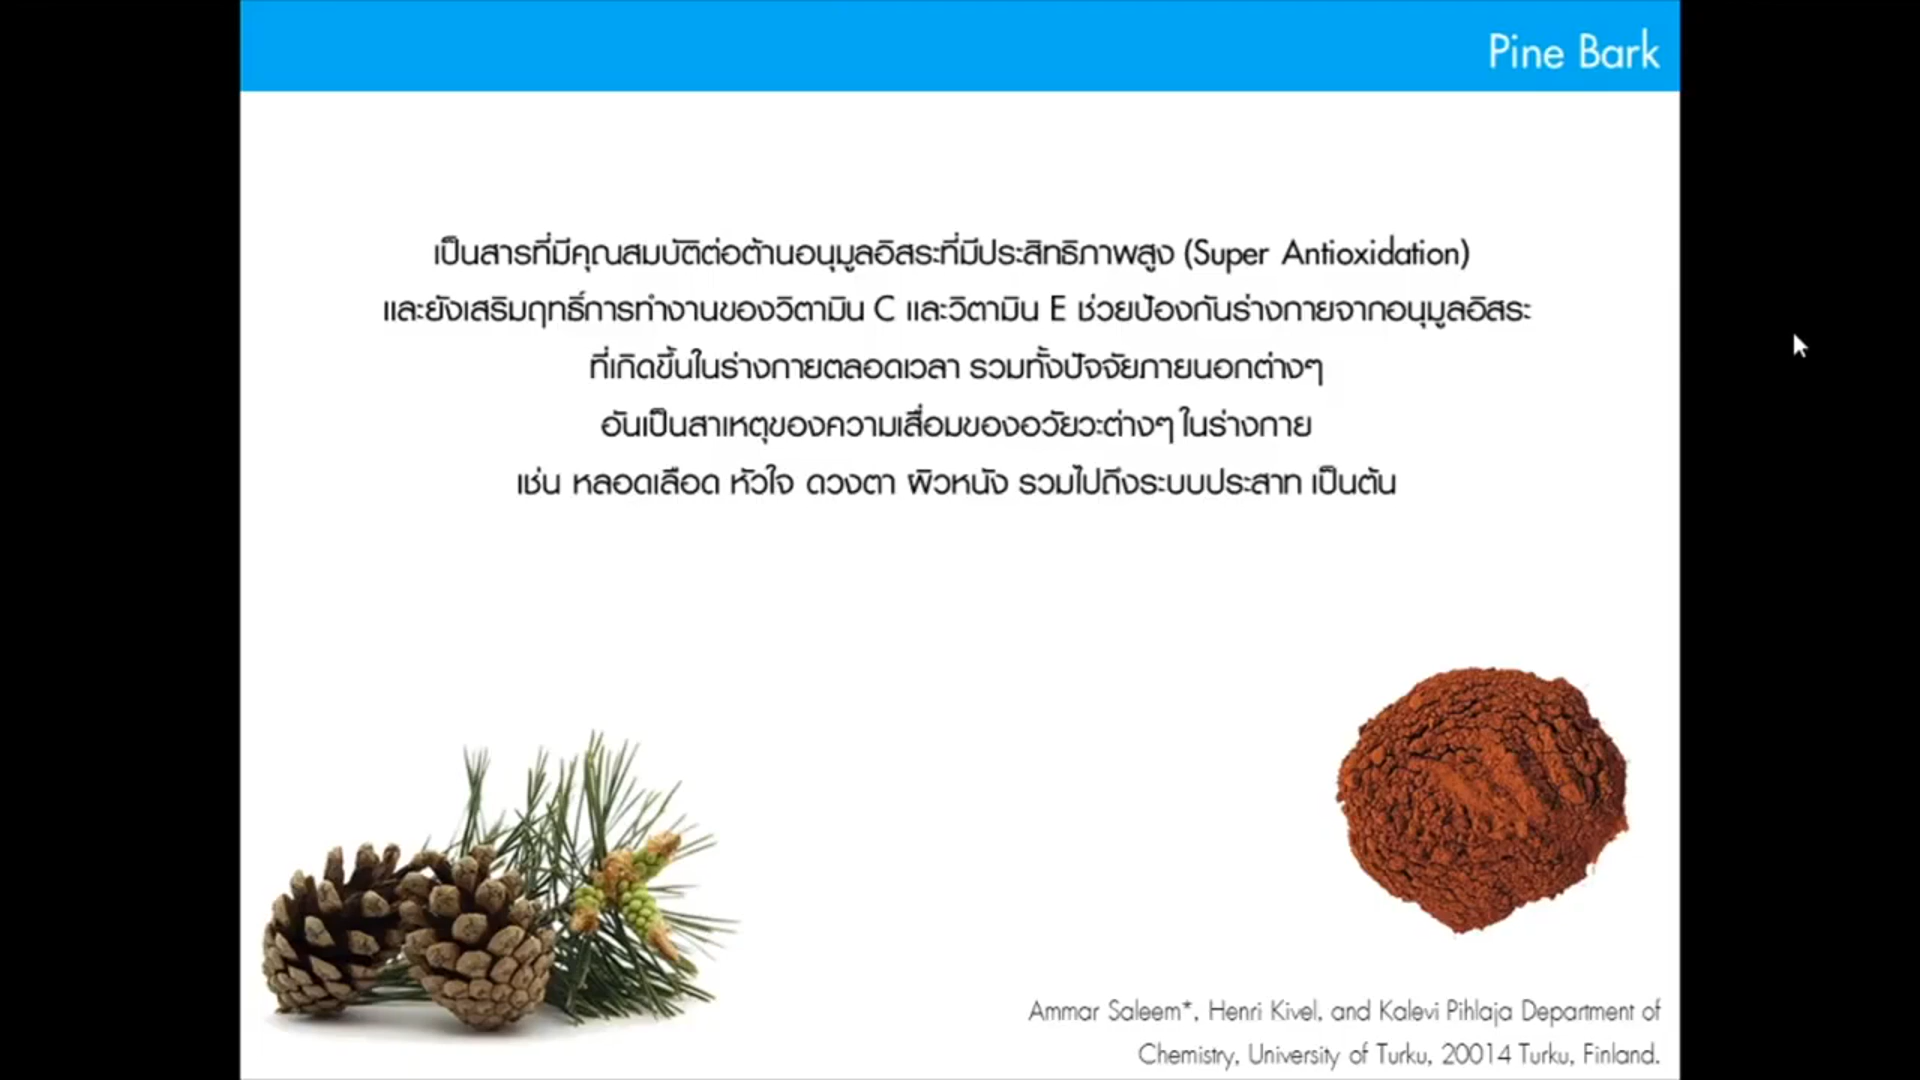 Pine Bark
เป็นสารที่มีคุณสมบัติต่อต้านอนุมูลอิสระที่มีประสิทธิภาพสูง (Super Antioxidation)
และยังเสริมฤทธิ์การทำงานของวิตามิน C และวิตามิน E ช่วยป้องกันร่างกายจากอนุมูลอิสระ
ที่เกิดขึ้นในร่างกายตลอดเวลา รวมทั้งปัจจัยภายนอกต่างๆ
อันเป็นสาเหตุของความเสื่อมของอวัยวะต่างๆ ในร่างกาย
เช่น หลอดเลือด หัวใจ ดวงตา ผิวหนัง รวมไปถึงระบบประสาท เป็นต้น
Ammar Saleem*, Henri Kivel, and Kalevi Pihlaja Department of
Chemistry, University of Turku, 20014 Turku, Finland.